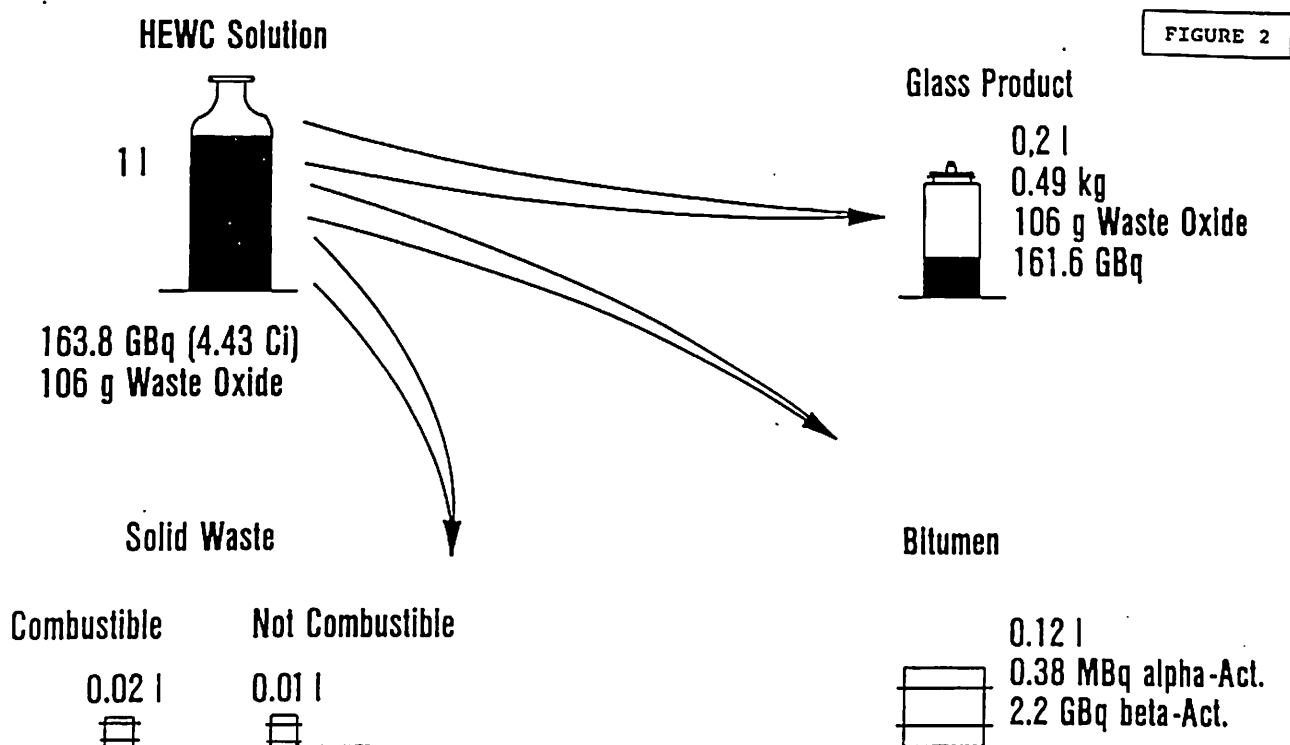 FIGURE 2
HEWC Solution
1 l
163.8 GBq (4.43 Ci)
106 g Waste Oxide
Glass Product
0,2 l
0.49 kg
106 g Waste Oxide
161.6 GBq
Solid Waste
Combustible
0.02 l
Not Combustible
0.01 l
Bitumen
0.12 l
0.38 MBq alpha-Act.
2.2 GBq beta-Act.